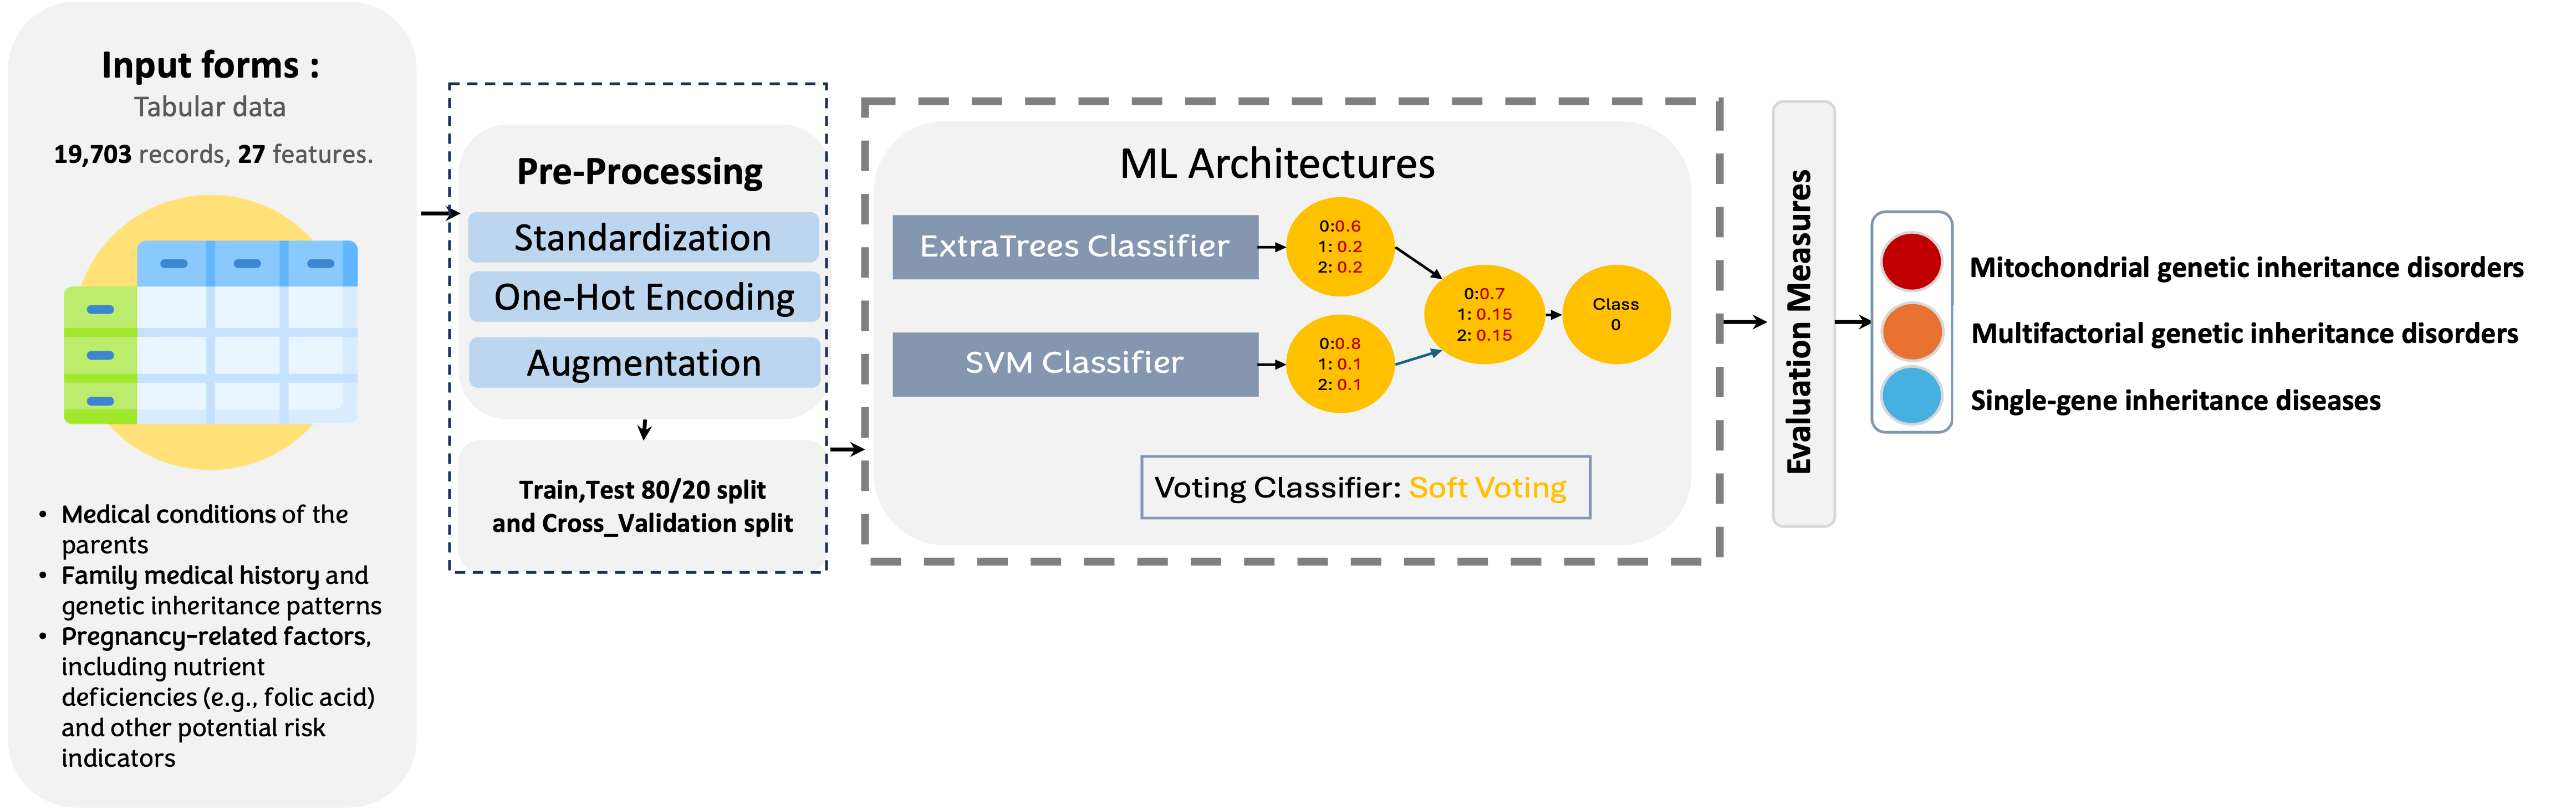 Input forms :
Tabular data
19,703 records, 27 features.
• Medical conditions of the
parents
• Family medical history and
genetic inheritance patterns
• Pregnancy-related factors,
including nutrient
deficiencies (e.g., folic acid)
and other potential risk
indicators
Pre-Processing
Standardization
One-Hot Encoding
Augmentation
Train,Test 80/20 split
and Cross_Validation split
ML Architectures
ExtraTrees Classifier
0:0.6
1: 0.2
2: 0.2
SVM Classifier
0:0.8
1: 0.1
2: 0.1
0:0.7
1: 0.15
2: 0.15
Class
0
Voting Classifier: Soft Voting
Evaluation Measures
Mitochondrial genetic inheritance disorders
Multifactorial genetic inheritance disorders
Single-gene inheritance diseases